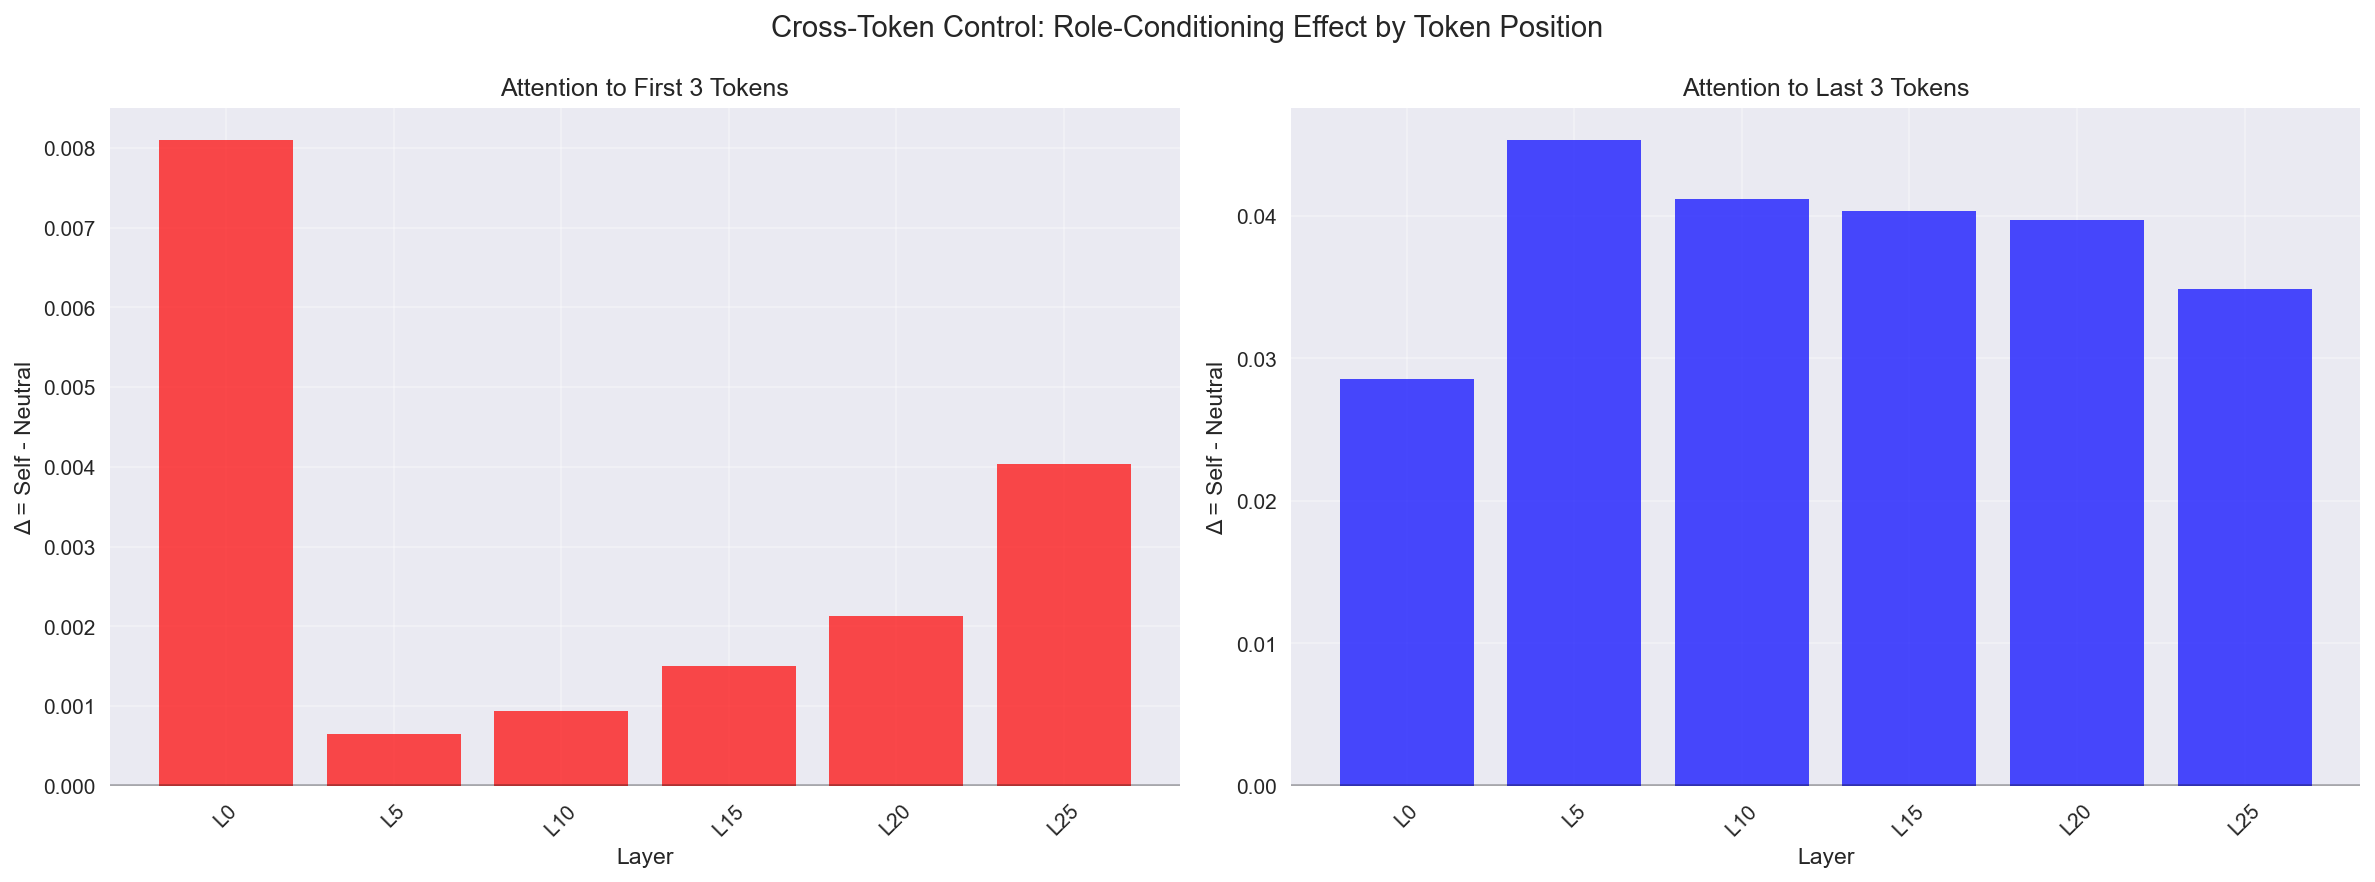 Cross-Token Control: Role-Conditioning Effect by Token Position
Attention to First 3 Tokens
Δ = Self - Neutral
0.008
0.007
0.006
0.005
0.004
0.003
0.002
0.001
0.000
L0
L5
L10
L15
L20
L25
Layer
Attention to Last 3 Tokens
Δ = Self - Neutral
0.04
0.03
0.02
0.01
0.00
L0
L5
L10
L15
L20
L25
Layer